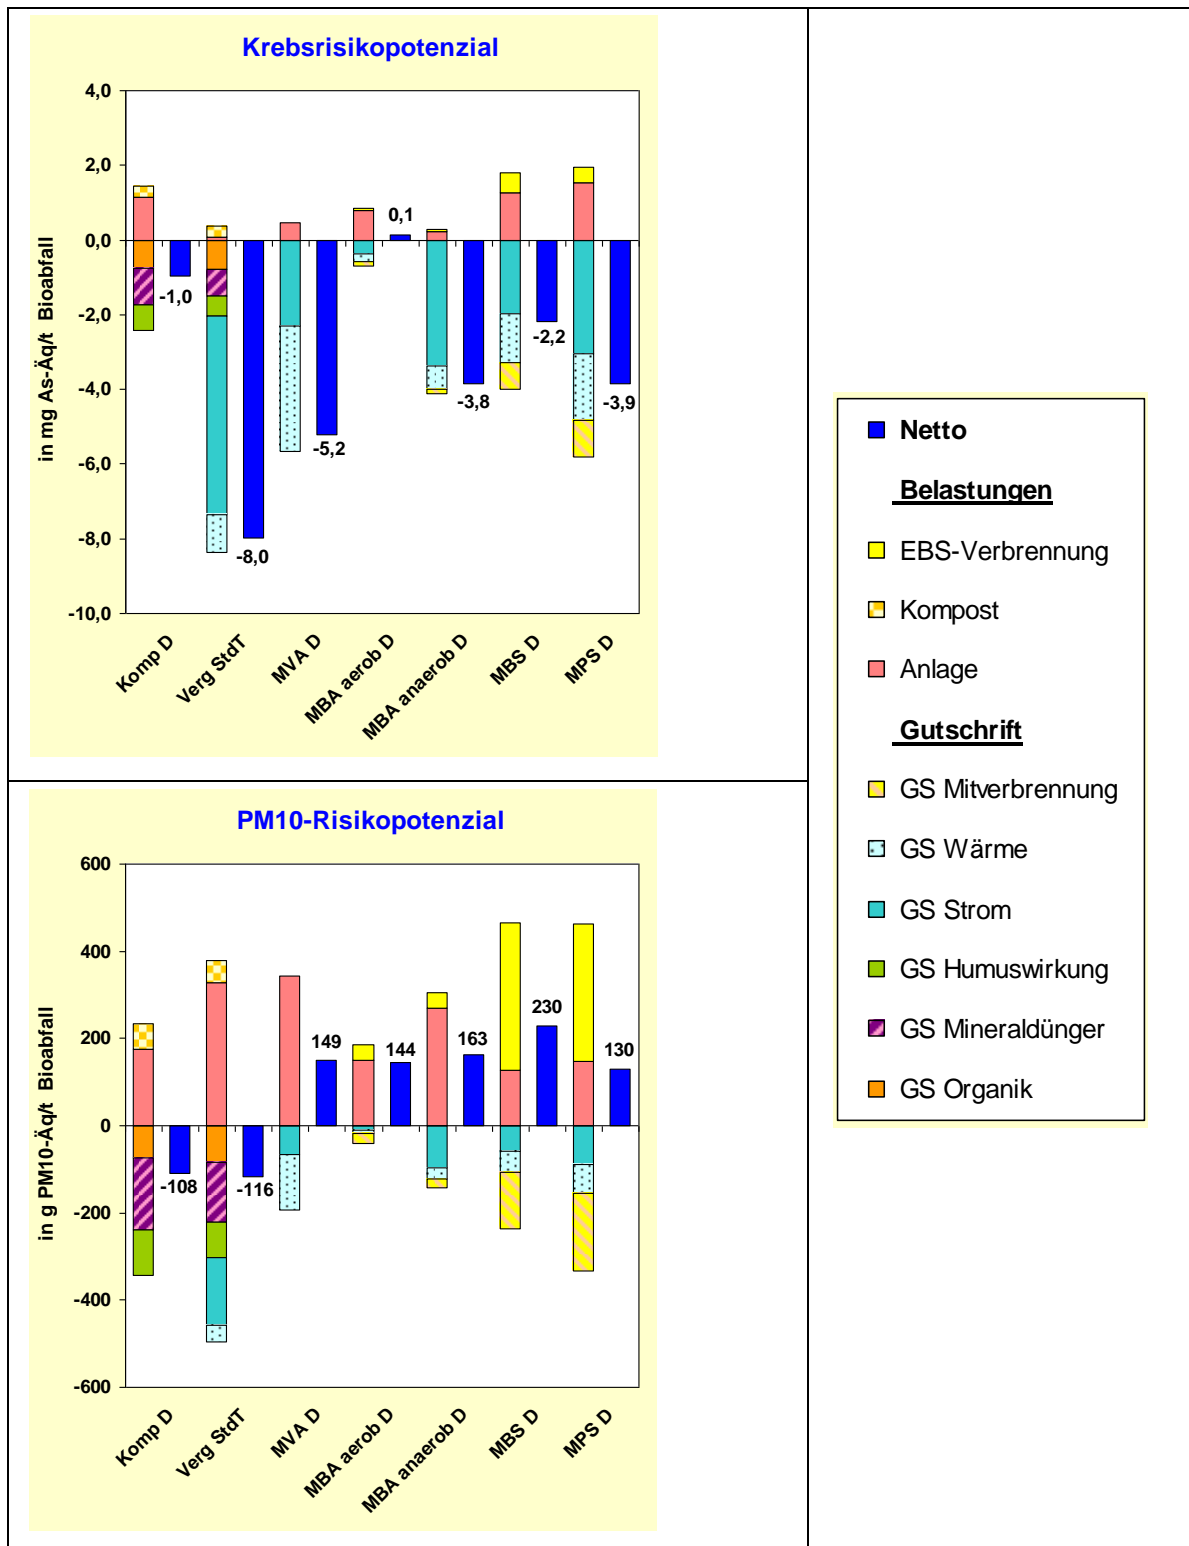 Krebsrisikopotenzial
in mg As-Äq/t Bioabfall
4,0
2,0
0,0
-2,0
-4,0
-6,0
-8,0
-10,0
-1,0
-8,0
-5,2
0,1
-3,8
-2,2
-3,9
Komp D
Verg StdT
MVA D
MBA aerob D
MBA anaerob D
MBS D
MPS D
PM10-Risikopotenzial
in g PM10-Äq/t Bioabfall
600
400
200
0
-200
-400
-600
-108
-116
149
144
163
230
130
Komp D
Verg StdT
MVA D
MBA aerob D
MBA anaerob D
MBS D
MPS D
Netto
Belastungen
EBS-Verbrennung
Kompost
Anlage
Gutschrift
GS Mitverbrennung
GS Wärme
GS Strom
GS Humuswirkung
GS Mineraldünger
GS Organik